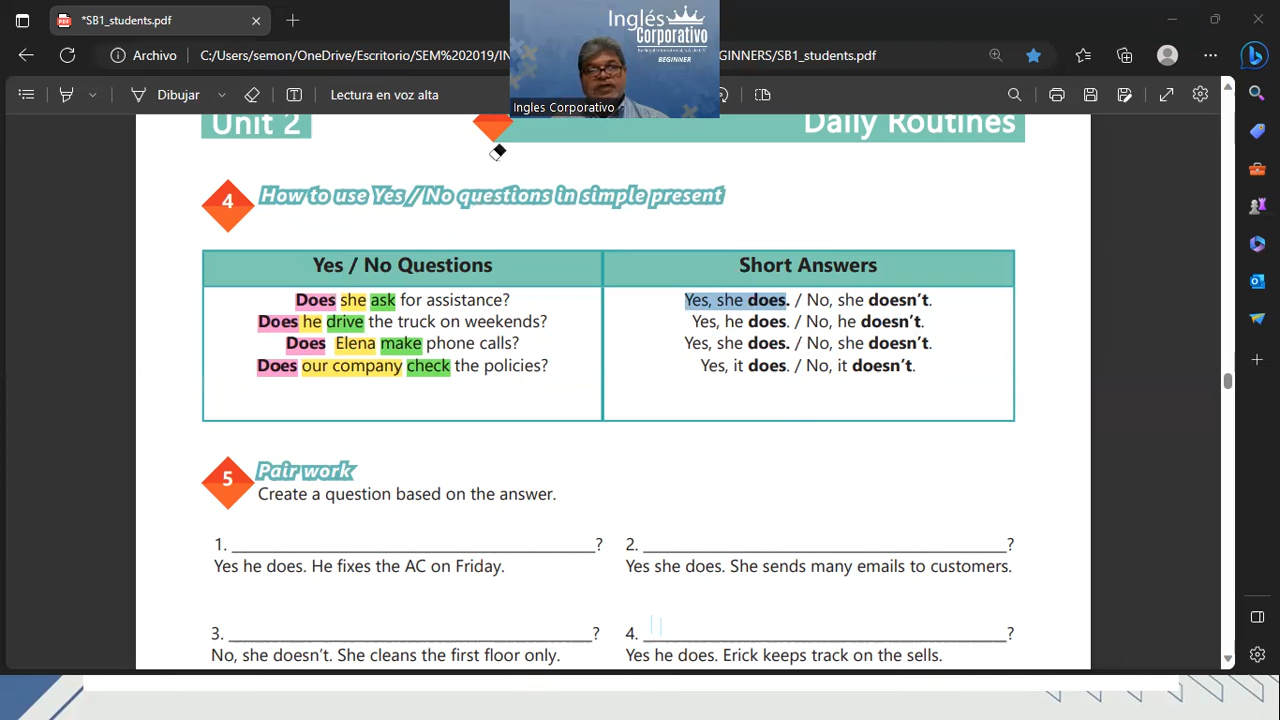 *SB1_students.pdf
Inglés
Corporativo
BEGINNER
Ingles Corporativo
Archivo
C:/Users/semon/OneDrive/Escritorio/SEM%202019/IN
GINNERS/SB1_students.pdf
Dibujar
Lectura en voz alta
Unit 2
Daily Routines
4
How to use Yes / No questions in simple present
Yes / No Questions
Short Answers
Does she ask for assistance?
Yes, she does. / No, she doesn't.
Does he drive the truck on weekends?
Yes, he does. / No, he doesn't.
Does Elena make phone calls?
Yes, she does. / No, she doesn't.
Does our company check the policies?
Yes, it does. / No, it doesn't.
5
Pair work
Create a question based on the answer.
1. ______________________________?
Yes he does. He fixes the AC on Friday.
2. ______________________________?
Yes she does. She sends many emails to customers.
3. ______________________________?
No, she doesn't. She cleans the first floor only.
4. ______________________________?
Yes he does. Erick keeps track on the sells.